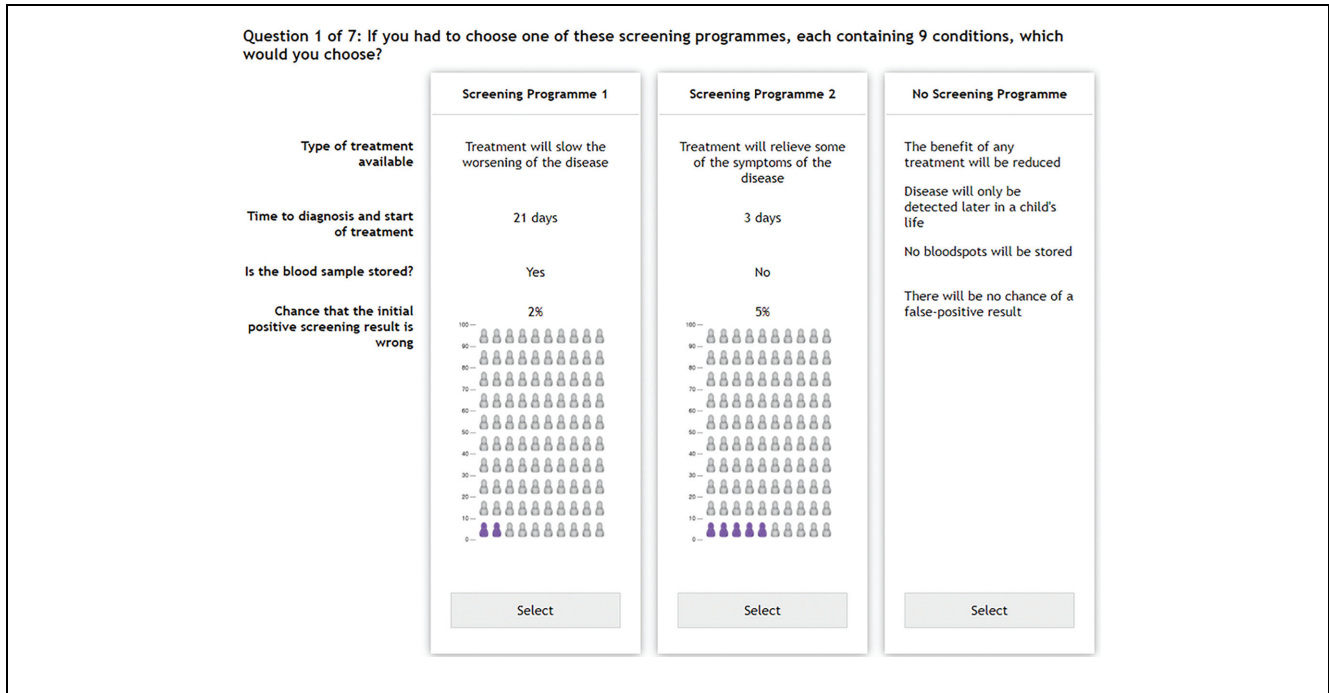 Question 1 of 7: If you had to choose one of these screening programmes, each containing 9 conditions, which
would you choose?
Screening Programme 1
Screening Programme 2
No Screening Programme
Type of treatment
available
Treatment will slow the
worsening of the disease
Treatment will relieve some
of the symptoms of the
disease
The benefit of any
treatment will be reduced
Disease will only be
detected later in a child's
life
Time to diagnosis and start
of treatment
21 days
3 days
No bloodspots will be stored
Is the blood sample stored?
Yes
No
There will be no chance of a
false-positive result
Chance that the initial
positive screening result is
wrong
2%
100
90
80
70
60
50
40
30
20
10
0
5%
100
90
80
70
60
50
40
30
20
10
0
Select
Select
Select